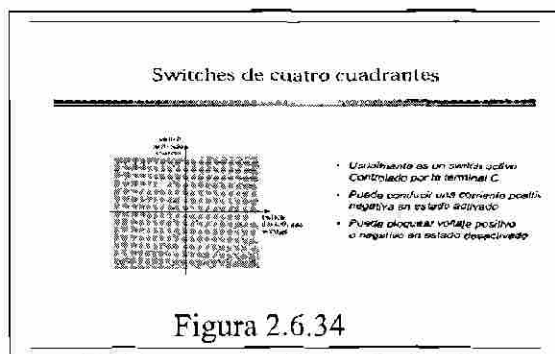 Switches de cuatro cuadrantes
• Usualmente es un switch activo
Controlado por la terminal C.
• Puede conducir una corriente positiv
negativa en estado activado
• Puede bloquear voltaje positivo
o negativo en estado desactivado
Figura 2.6.34